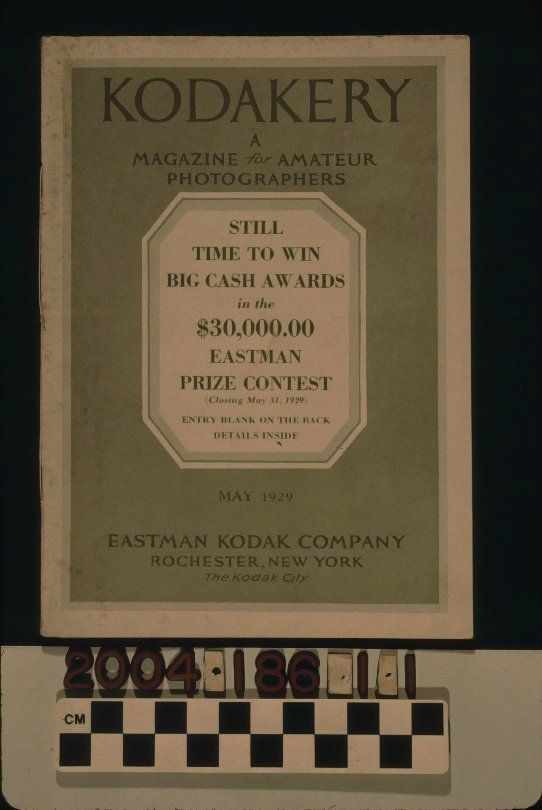 KODAKERY
A
MAGAZINE for AMATEUR
PHOTOGRAPHERS
STILL
TIME TO WIN
BIG CASH AWARDS
in the
$30,000.00
EASTMAN
PRIZE CONTEST
(Closing May 31, 1929)
ENTRY BLANK ON THE BACK
DETAILS INSIDE
MAY 1929
EASTMAN KODAK COMPANY
ROCHESTER, NEW YORK
The Kodak City
2004·186·1·1
CM